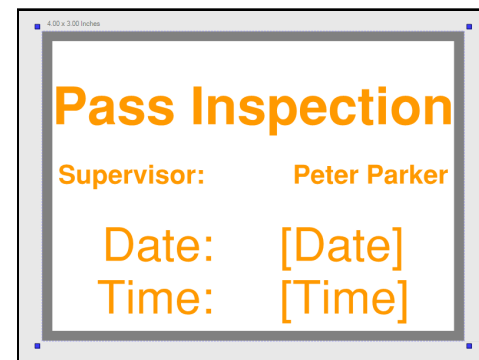 4.00 x 3.00 Inches
Pass Inspection
Supervisor: Peter Parker
Date: [Date]
Time: [Time]